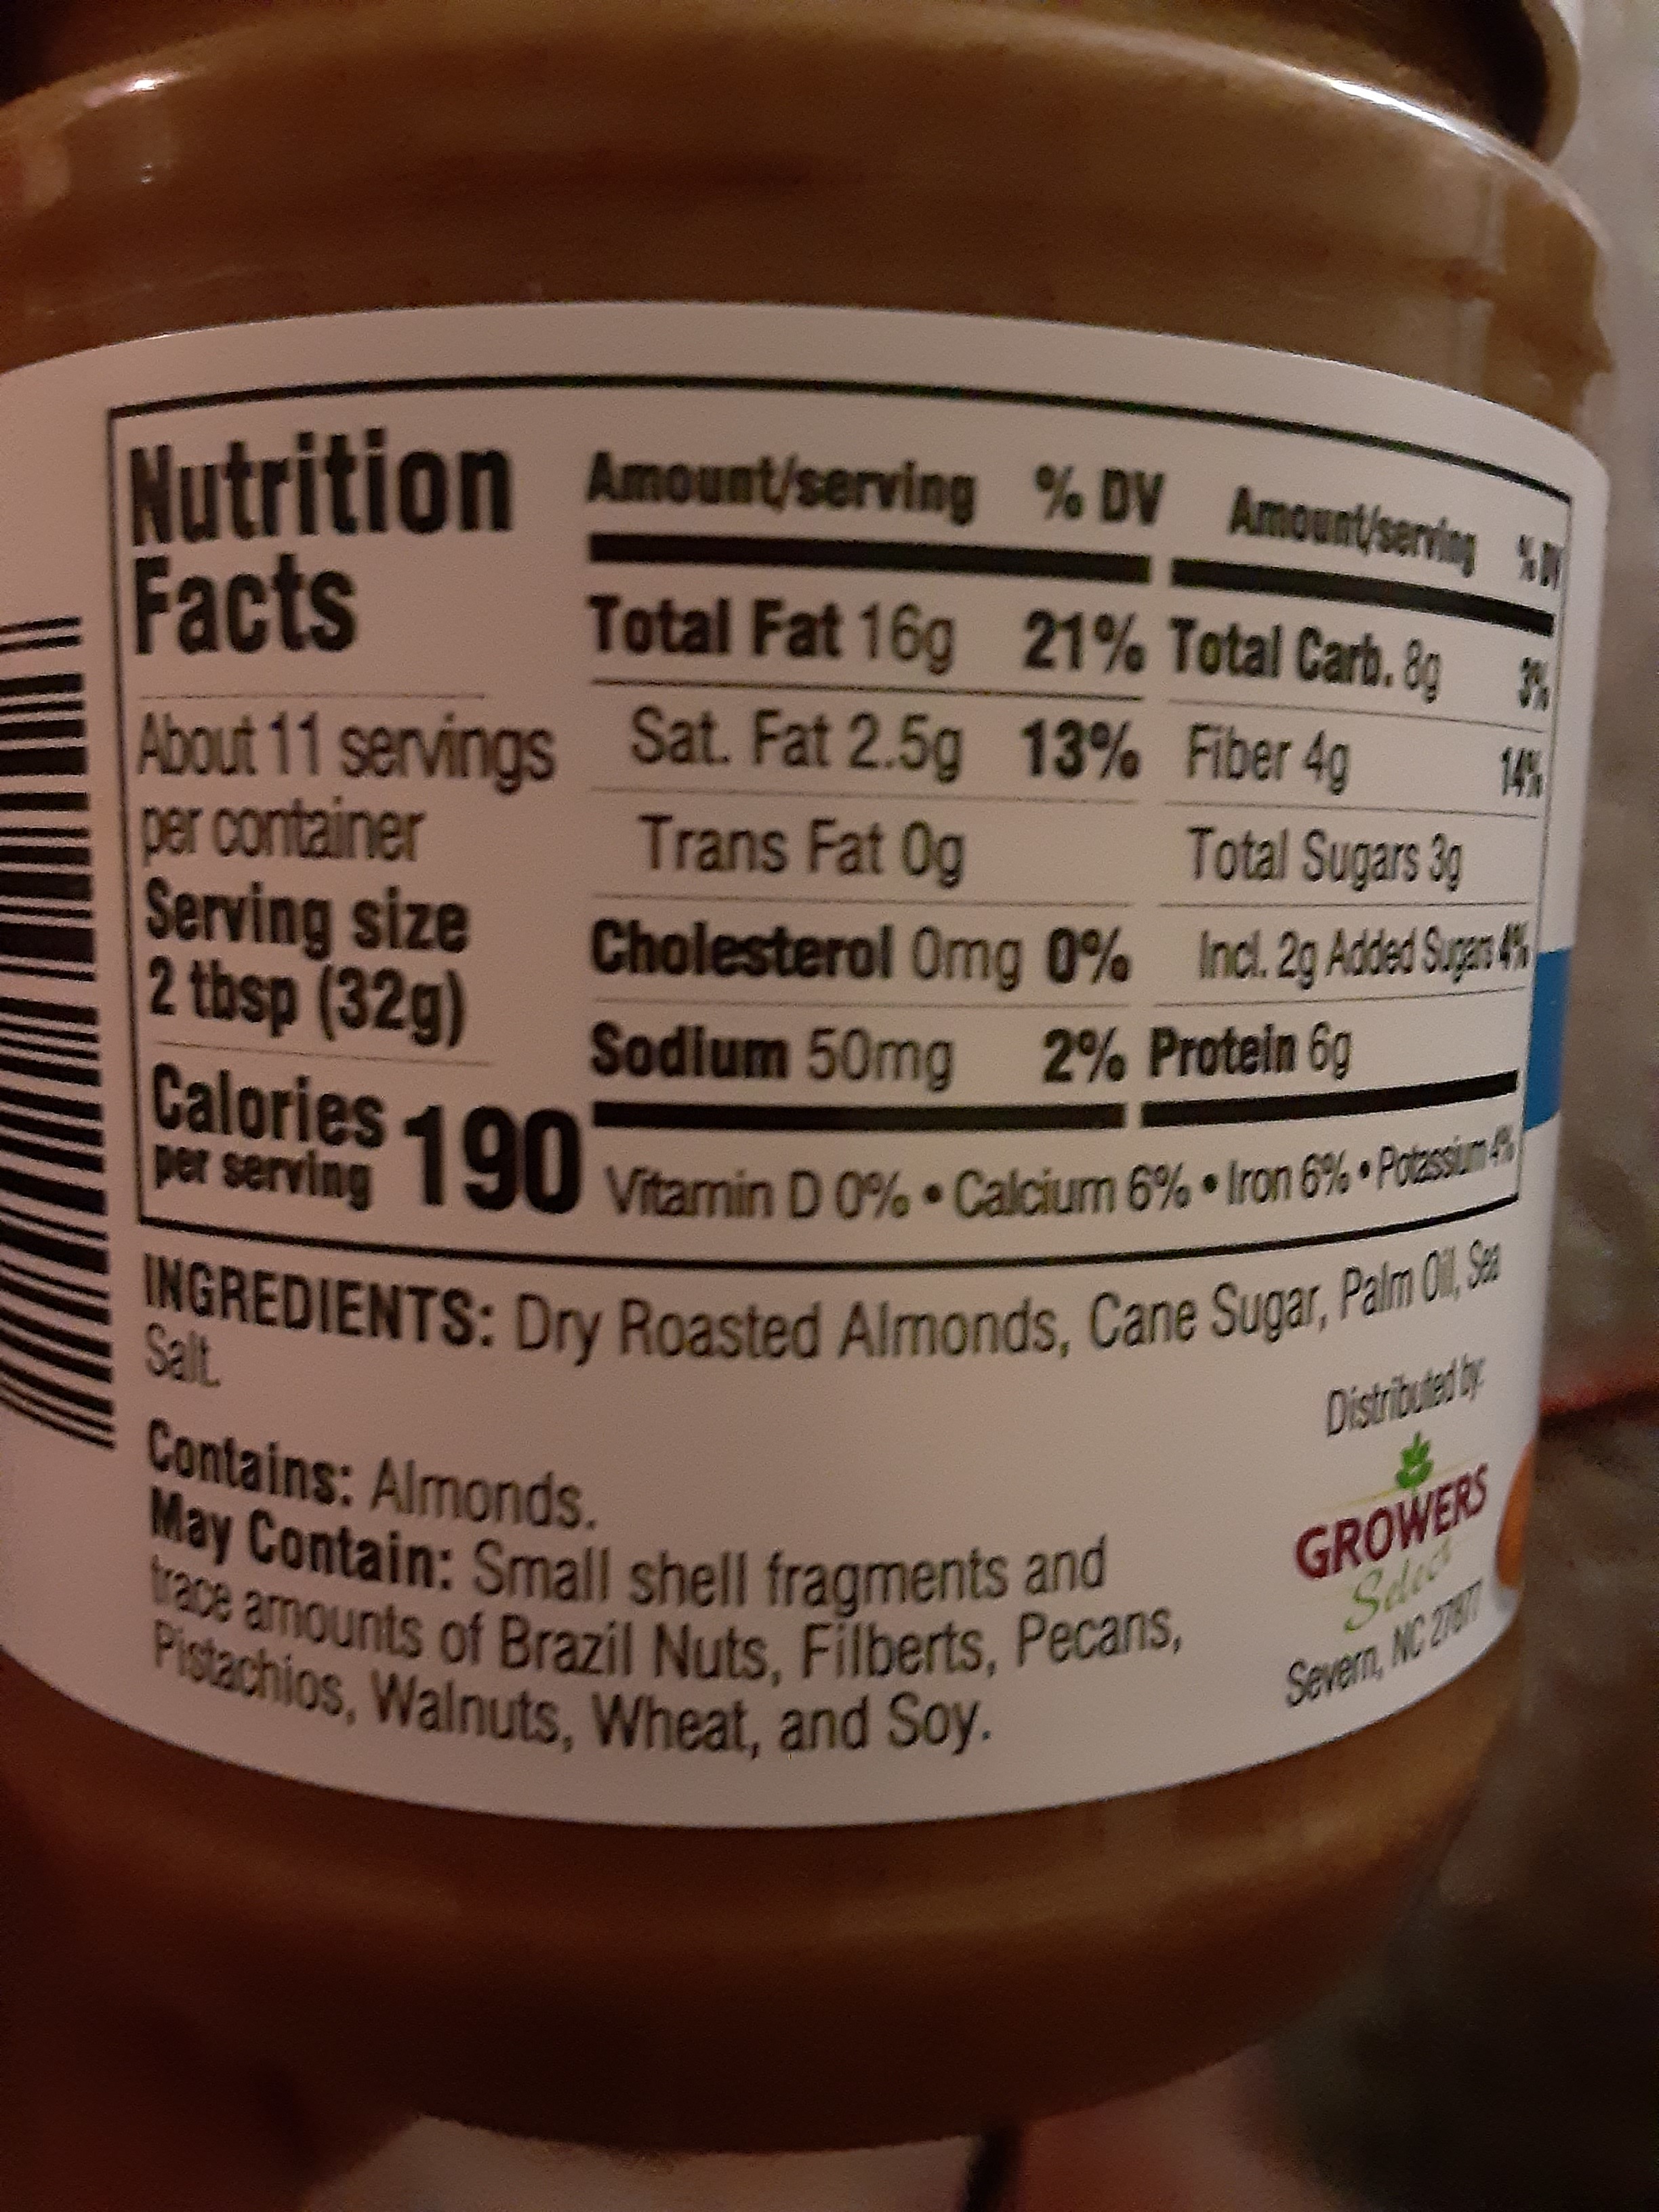 Nutrition
Facts
About 11 servings
per container
Serving size
2 tbsp (32g)
Calories
per serving
190
Amount/serving % DV
Total Fat 16g 21%
Sat. Fat 2.5g 13%
Trans Fat 0g
Cholesterol 0mg 0%
Sodium 50mg 2%
Amount/serving % DV
Total Carb. 8g 3%
Fiber 4g 14%
Total Sugars 3g
Incl. 2g Added Sugars 4%
Protein 6g
Vitamin D 0% • Calcium 6% • Iron 6% • Potassium 4%
INGREDIENTS: Dry Roasted Almonds, Cane Sugar, Palm Oil, Sea
Salt.
Contains: Almonds.
May Contain: Small shell fragments and
trace amounts of Brazil Nuts, Filberts, Pecans,
Pistachios, Walnuts, Wheat, and Soy.
Distributed by:
GROWERS
Select
Severn, NC 27877